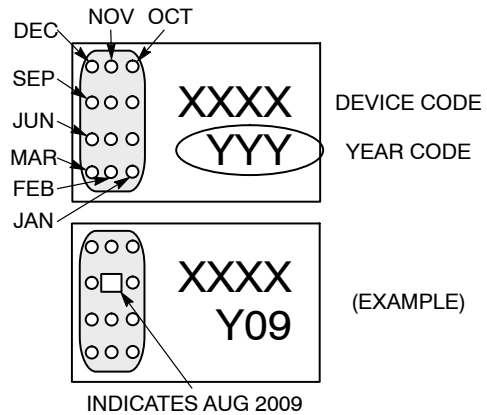 DEC NOV OCT
SEP
JUN
MAR
FEB
JAN
XXXX
YYY
DEVICE CODE
YEAR CODE
XXXX
Y09
(EXAMPLE)
INDICATES AUG 2009